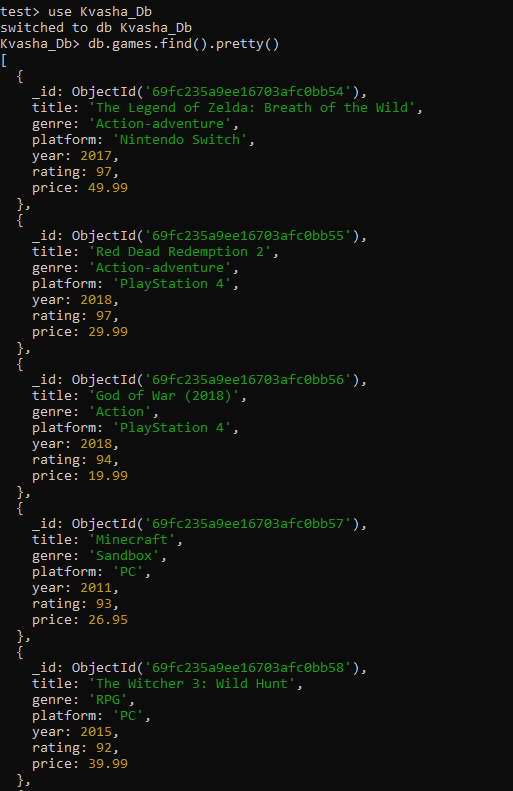 test> use Kvasha_Db
switched to db Kvasha_Db
Kvasha_Db> db.games.find().pretty()
[
  {
    _id: ObjectId('69fc235a9ee16703afc0bb54'),
    title: 'The Legend of Zelda: Breath of the Wild',
    genre: 'Action-adventure',
    platform: 'Nintendo Switch',
    year: 2017,
    rating: 97,
    price: 49.99
  },
  {
    _id: ObjectId('69fc235a9ee16703afc0bb55'),
    title: 'Red Dead Redemption 2',
    genre: 'Action-adventure',
    platform: 'PlayStation 4',
    year: 2018,
    rating: 97,
    price: 29.99
  },
  {
    _id: ObjectId('69fc235a9ee16703afc0bb56'),
    title: 'God of War (2018)',
    genre: 'Action',
    platform: 'PlayStation 4',
    year: 2018,
    rating: 94,
    price: 19.99
  },
  {
    _id: ObjectId('69fc235a9ee16703afc0bb57'),
    title: 'Minecraft',
    genre: 'Sandbox',
    platform: 'PC',
    year: 2011,
    rating: 93,
    price: 26.95
  },
  {
    _id: ObjectId('69fc235a9ee16703afc0bb58'),
    title: 'The Witcher 3: Wild Hunt',
    genre: 'RPG',
    platform: 'PC',
    year: 2015,
    rating: 92,
    price: 39.99
  },